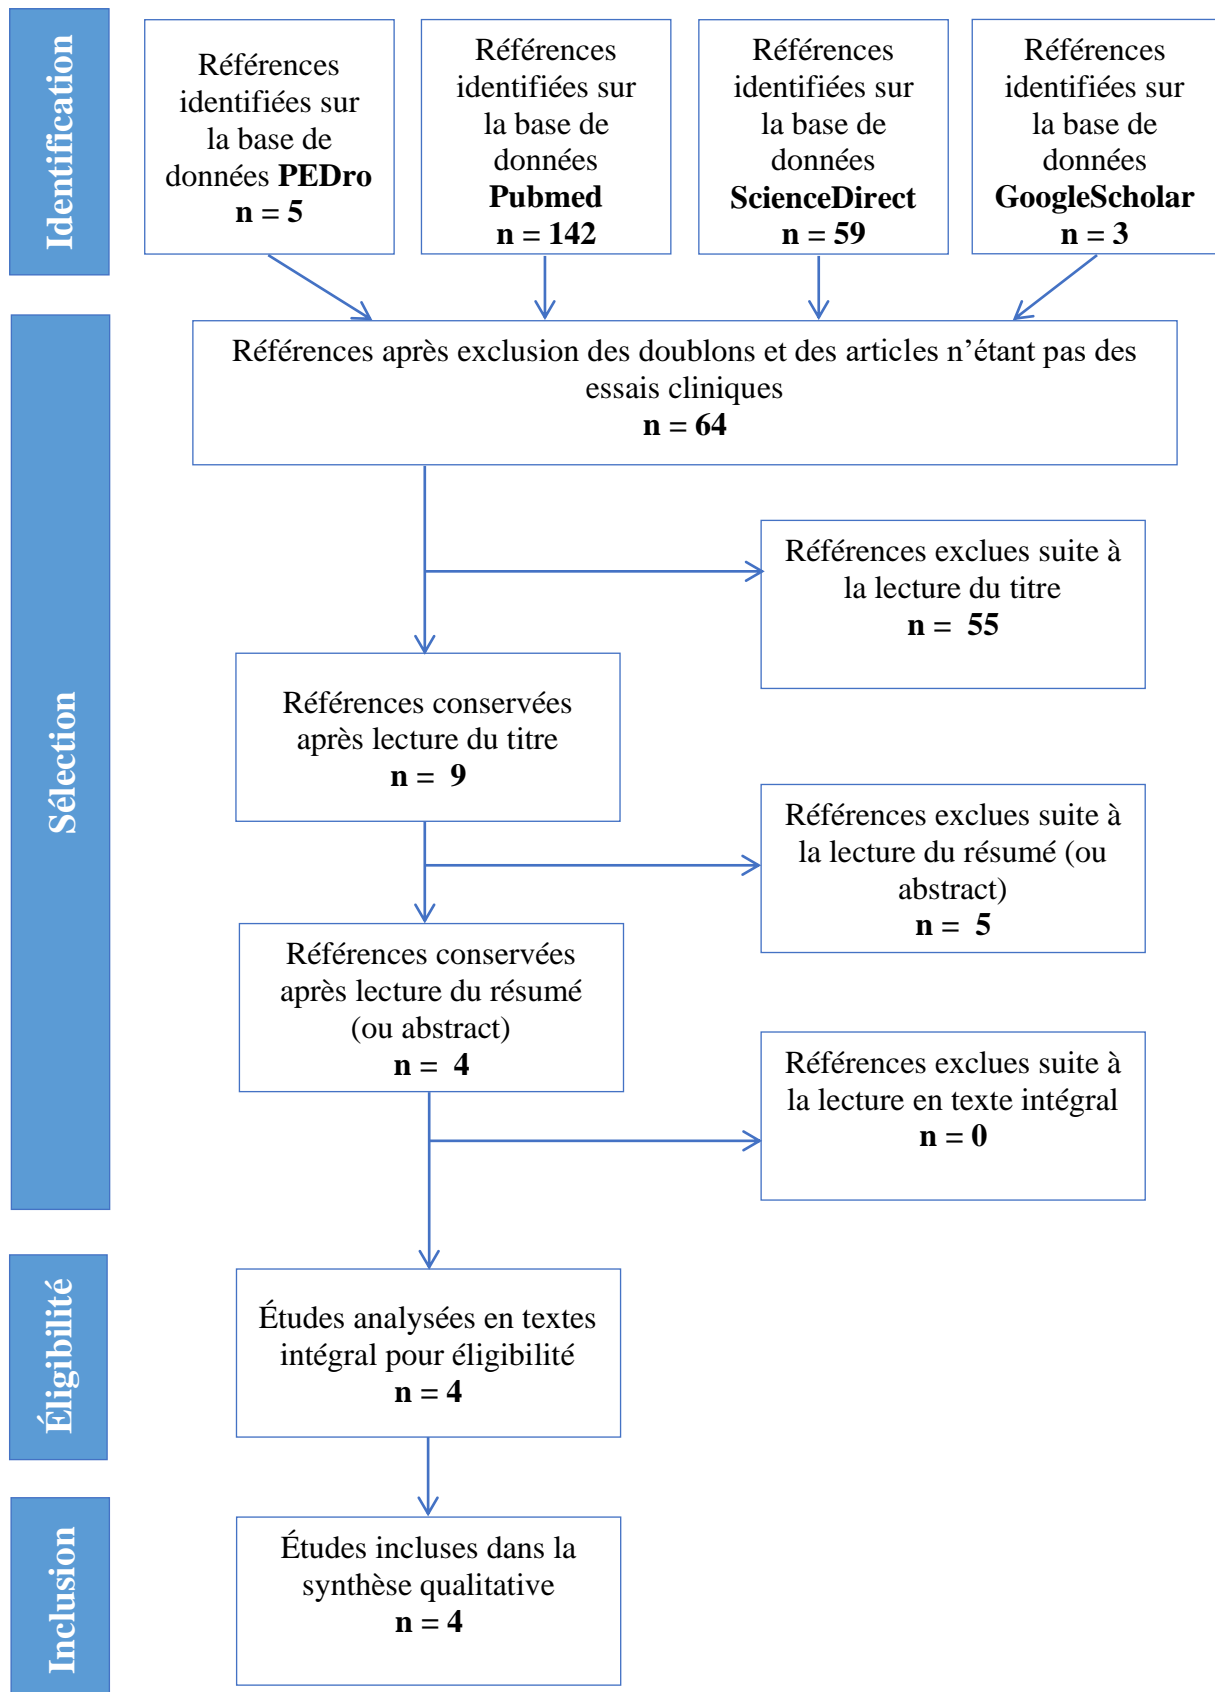 Identification
Références
identifiées sur
la base de
données PEDro
n = 5
Références
identifiées sur
la base de
données
Pubmed
n = 142
Références
identifiées sur
la base de
données
ScienceDirect
n = 59
Références
identifiées sur
la base de
données
GoogleScholar
n = 3
Sélection
Références après exclusion des doublons et des articles n’étant pas des
essais cliniques
n = 64
Références exclues suite à
la lecture du titre
n = 55
Références conservées
après lecture du titre
n = 9
Références exclues suite à
la lecture du résumé (ou
abstract)
n = 5
Références conservées
après lecture du résumé
(ou abstract)
n = 4
Références exclues suite à
la lecture en texte intégral
n = 0
Éligibilité
Études analysées en textes
intégral pour éligibilité
n = 4
Inclusion
Études incluses dans la
synthèse qualitative
n = 4